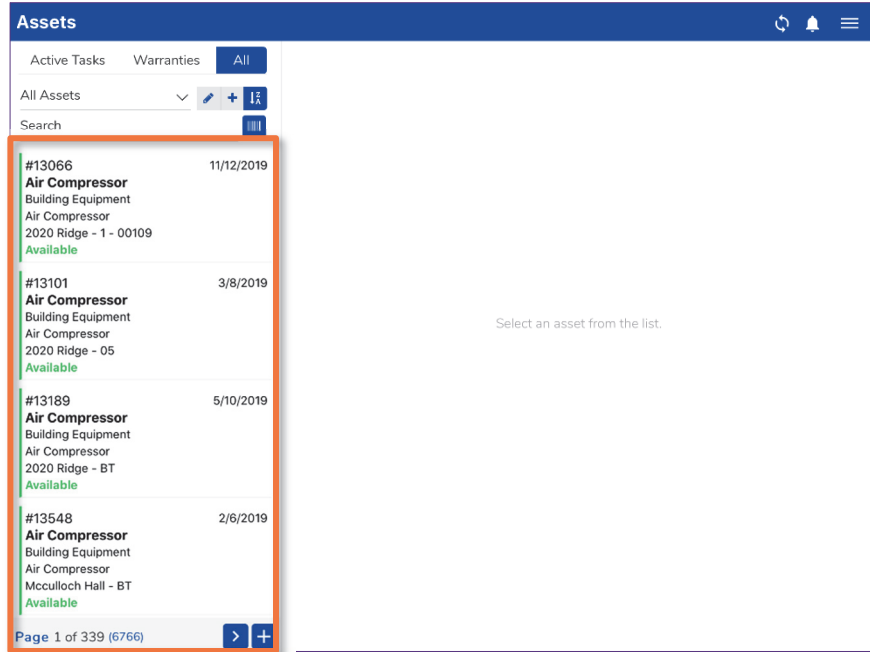 Assets
Active Tasks Warranties All
All Assets
Search
#13066 11/12/2019
Air Compressor
Building Equipment
Air Compressor
2020 Ridge - 1 - 00109
Available
#13101 3/8/2019
Air Compressor
Building Equipment
Air Compressor
2020 Ridge - 05
Available
#13189 5/10/2019
Air Compressor
Building Equipment
Air Compressor
2020 Ridge - BT
Available
#13548 2/6/2019
Air Compressor
Building Equipment
Air Compressor
Mcculloch Hall - BT
Available
Page 1 of 339 (6766)
Select an asset from the list.